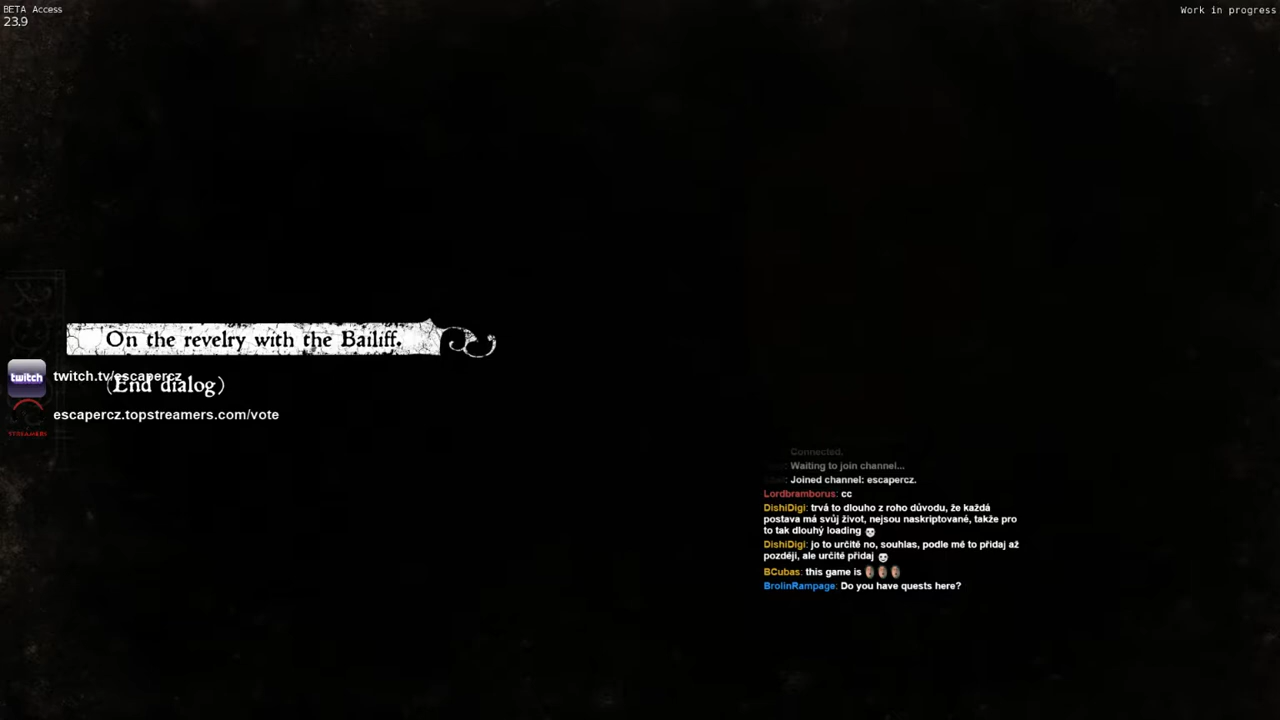 BETA Access
23.9
Work in progress
On the revelry with the Bailiff.
twitch
twitch.tv/escapercz
(End dialog)
escapercz.topstreamers.com/vote
Connected.
: Waiting to join channel...
: Joined channel: escapercz.
Lordbramborus: cc
DishiDigi: trvá to dlouho z roho důvodu, že každá
postava má svůj život, nejsou naskriptované, takže pro
to tak dlouhý loading
DishiDigi: jo to určitě no, souhlas, podle mě to přidaj až
později, ale určitě přidaj
BCubas: this game is
BrolinRampage: Do you have quests here?